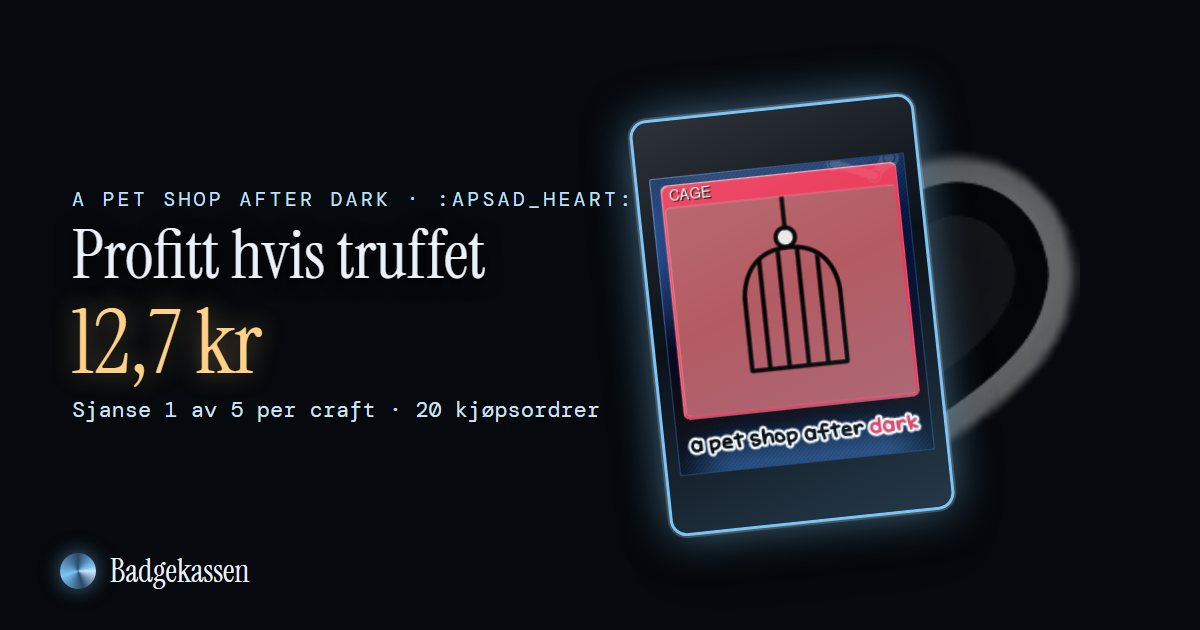 A PET SHOP AFTER DARK · :APSAD_HEART:
Profitt hvis truffet
12,7 kr
Sjanse 1 av 5 per craft · 20 kjøpsordrer
CAGE
a pet shop after dark
Badgekassen